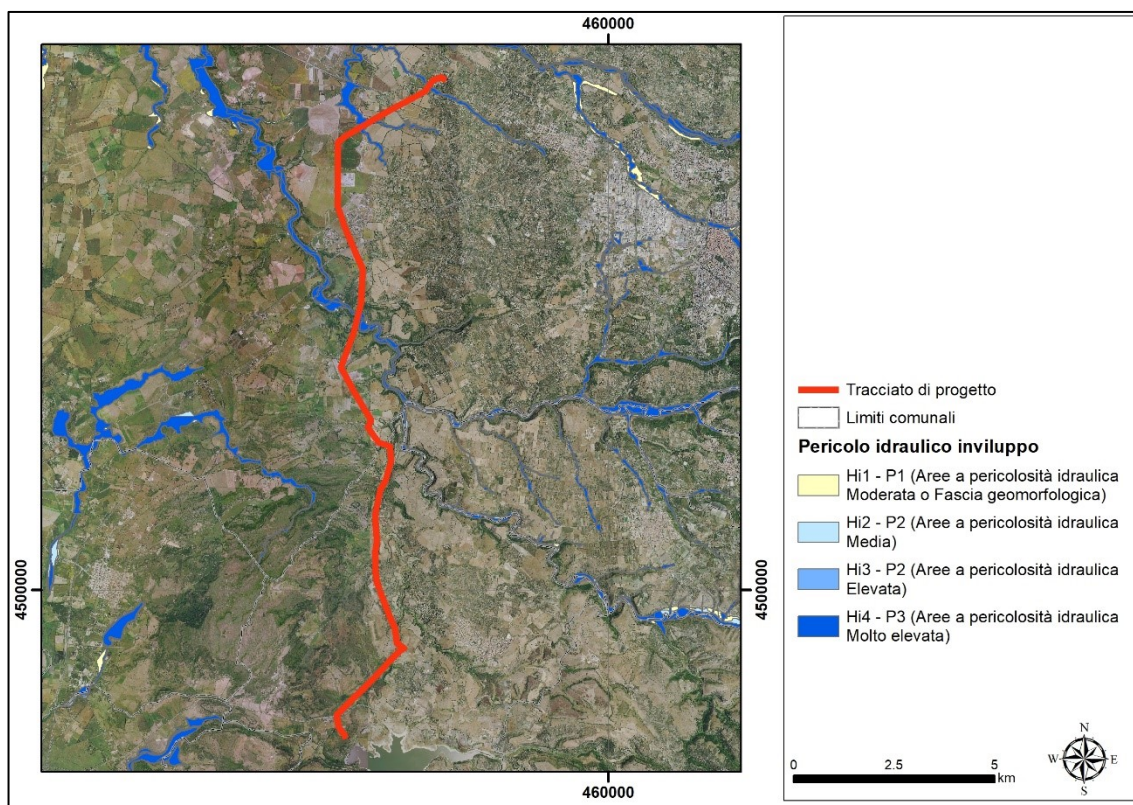 460000
4500000
4500000
460000
Tracciato di progetto
Limiti comunali
Pericolo idraulico inviluppo
Hi1 - P1 (Aree a pericolosità idraulica
Moderata o Fascia geomorfologica)
Hi2 - P2 (Aree a pericolosità idraulica
Media)
Hi3 - P2 (Aree a pericolosità idraulica
Elevata)
Hi4 - P3 (Aree a pericolosità idraulica
Molto elevata)
0 2.5 5
km
N
W E
S